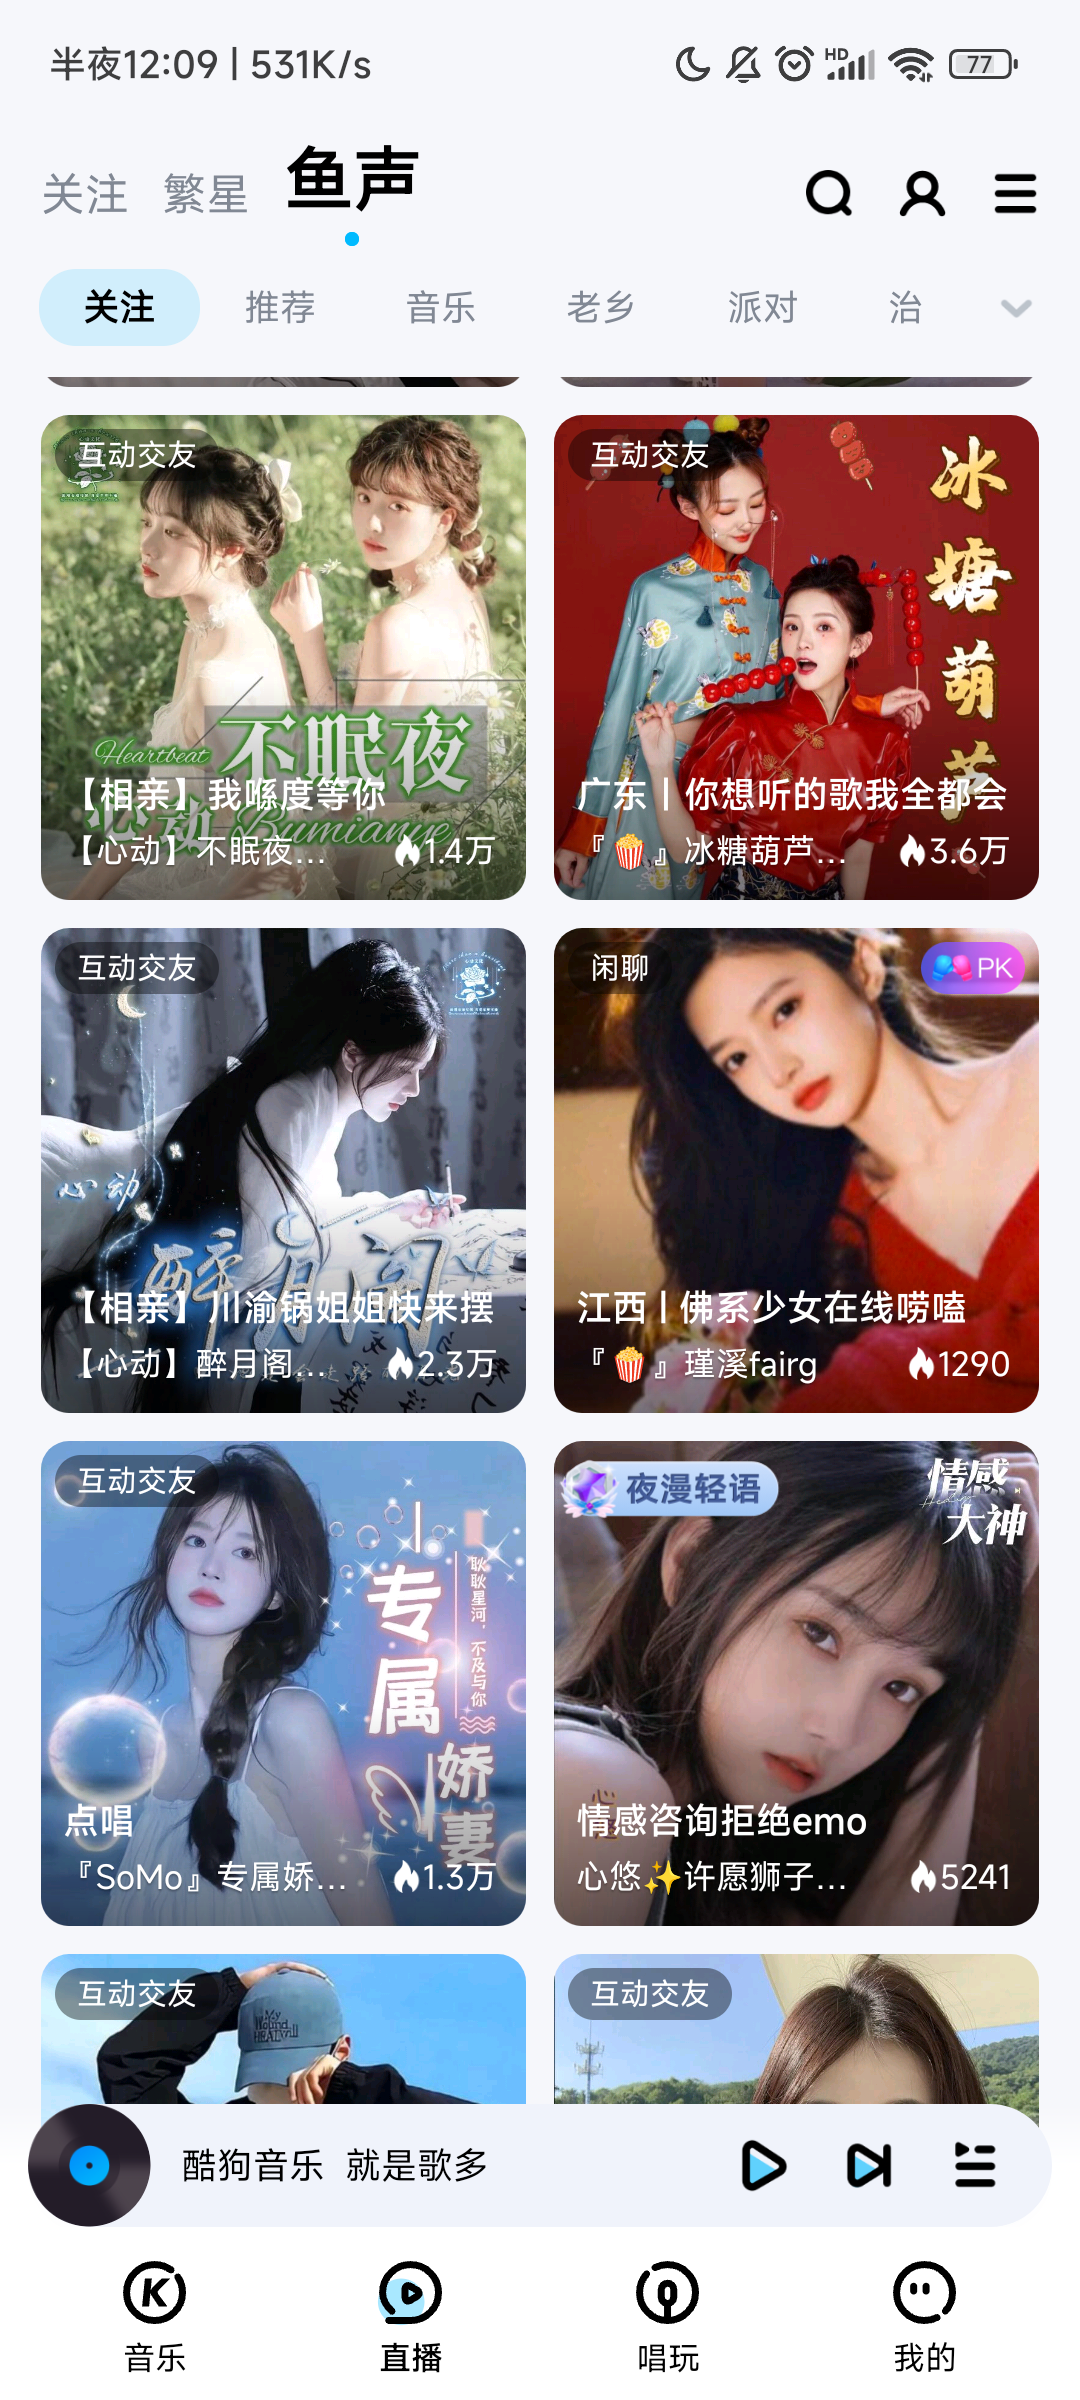 半夜12:09 | 531K/s
HD
77
关注 繁星 鱼声
关注 推荐 音乐 老乡 派对 治
互动交友
Heartbeat 不眠夜
心动 Bumianye
【相亲】我喺度等你
【心动】不眠夜... 1.4万
互动交友
冰糖葫芦
广东 | 你想听的歌我全都会
『🍿』冰糖葫芦... 3.6万
互动交友
心动
醉月阁
【相亲】川渝锅姐姐快来摆
【心动】醉月阁... 2.3万
闲聊
PK
江西 | 佛系少女在线唠嗑
『🍿』瑾溪fairg 1290
互动交友
专属
娇妻
耿耿星河，不及与你
点唱
『SoMo』专属娇... 1.3万
夜漫轻语
情感
大神
情感咨询拒绝emo
心悠✨许愿狮子... 5241
互动交友
My
Wound
HEALWill
互动交友
酷狗音乐 就是歌多
音乐 直播 唱玩 我的